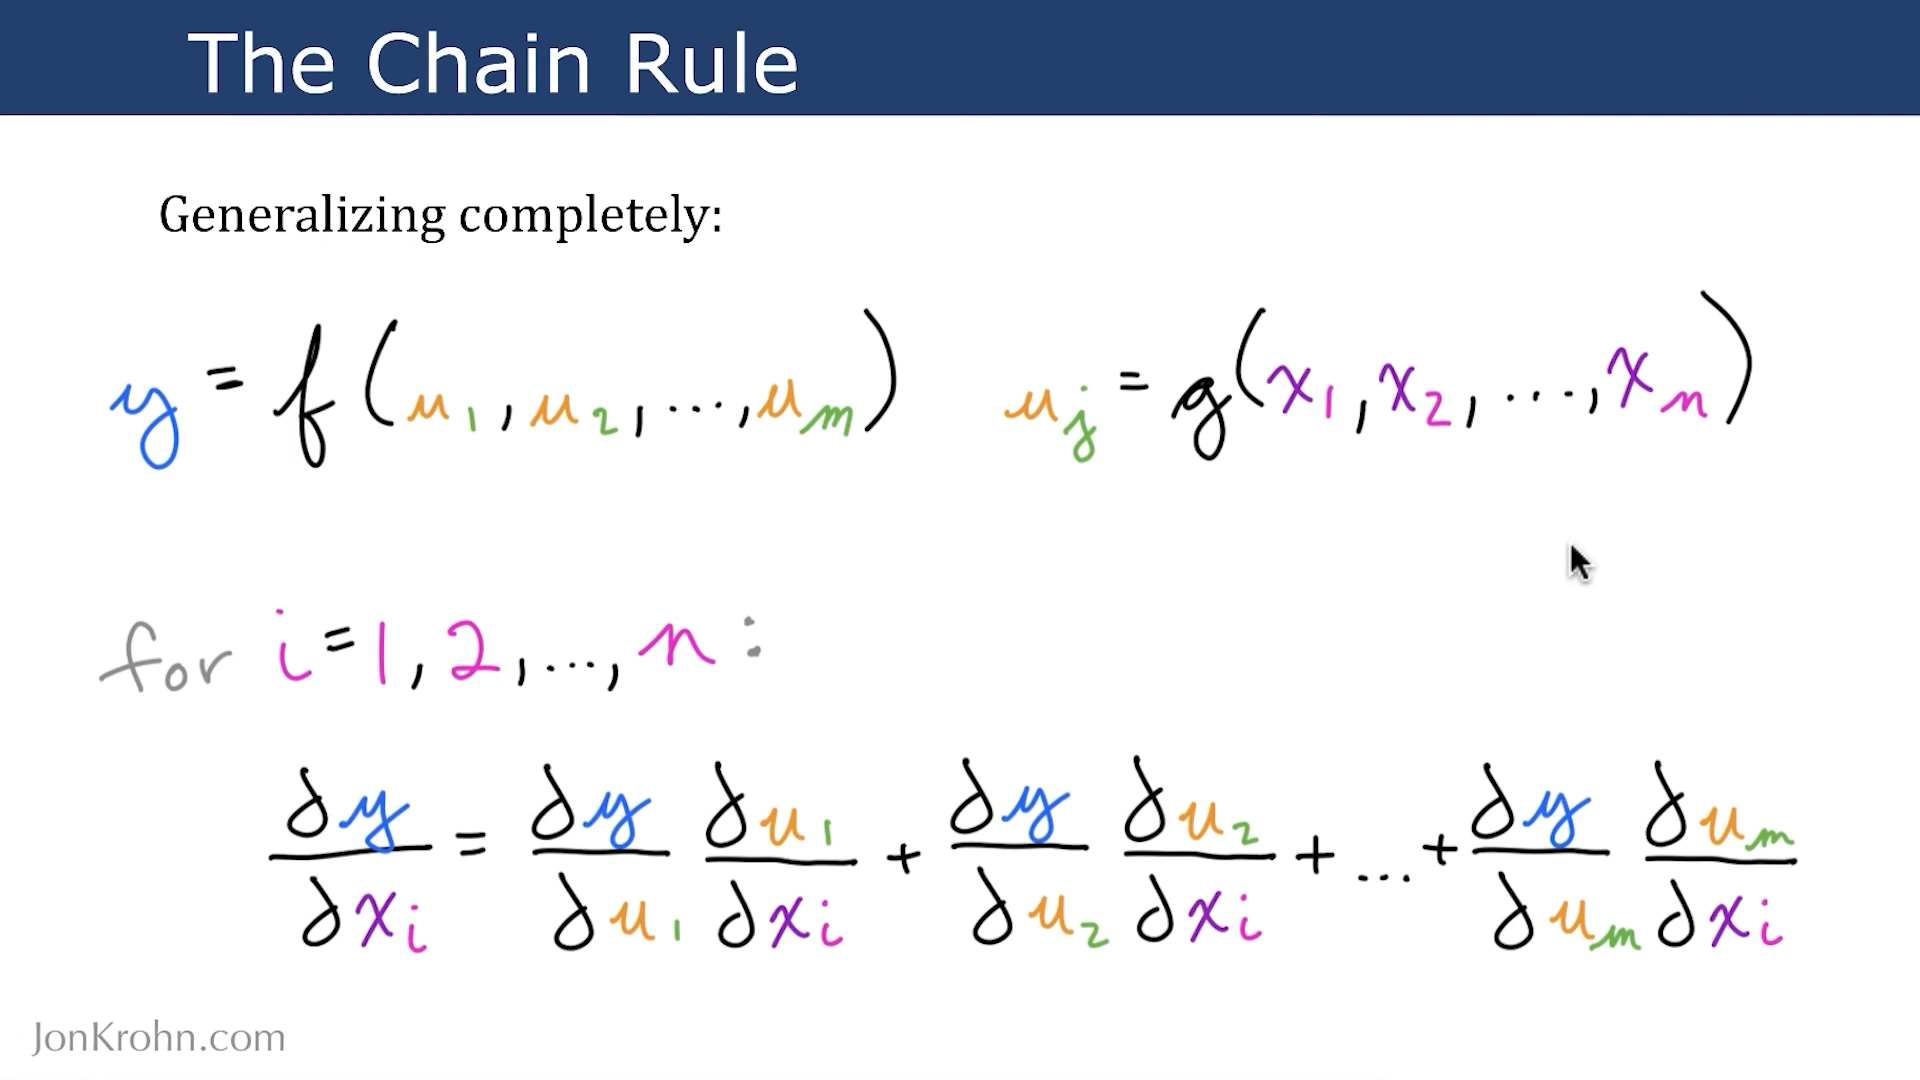 The Chain Rule
Generalizing completely:
y = f(u₁, u₂, ..., uₘ) uⱼ = g(x₁, x₂, ..., xₙ)
for i = 1, 2, ..., n:
∂y/∂xᵢ = ∂y/∂u₁ ∂u₁/∂xᵢ + ∂y/∂u₂ ∂u₂/∂xᵢ + ... + ∂y/∂uₘ ∂uₘ/∂xᵢ
JonKrohn.com